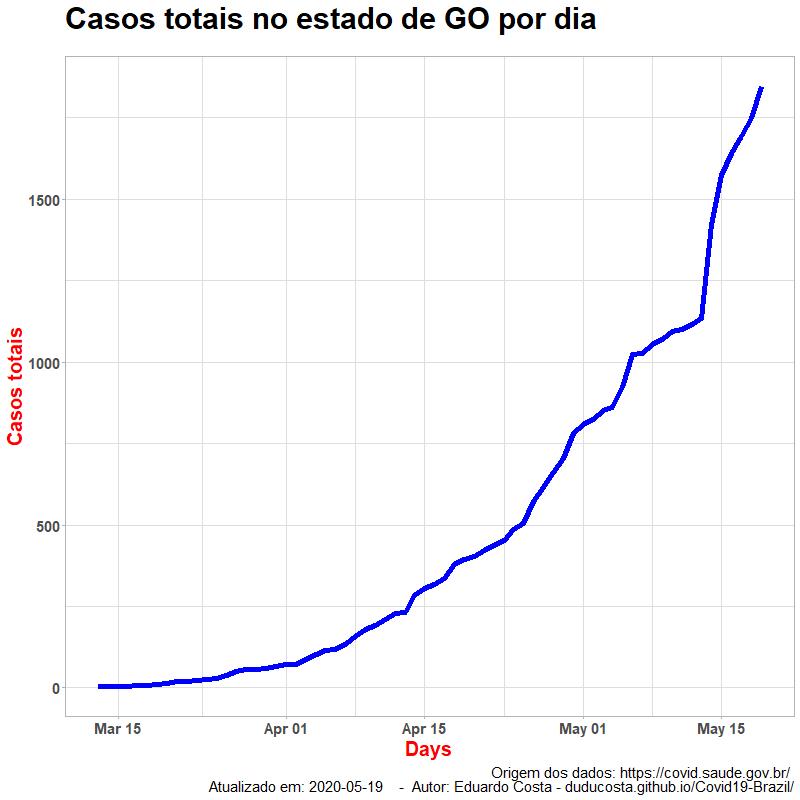 Casos totais no estado de GO por dia
Casos totais
1500
1000
500
0
Mar 15 Apr 01 Apr 15 May 01 May 15
Days
Origem dos dados: https://covid.saude.gov.br/
Atualizado em: 2020-05-19 - Autor: Eduardo Costa - duducosta.github.io/Covid19-Brazil/